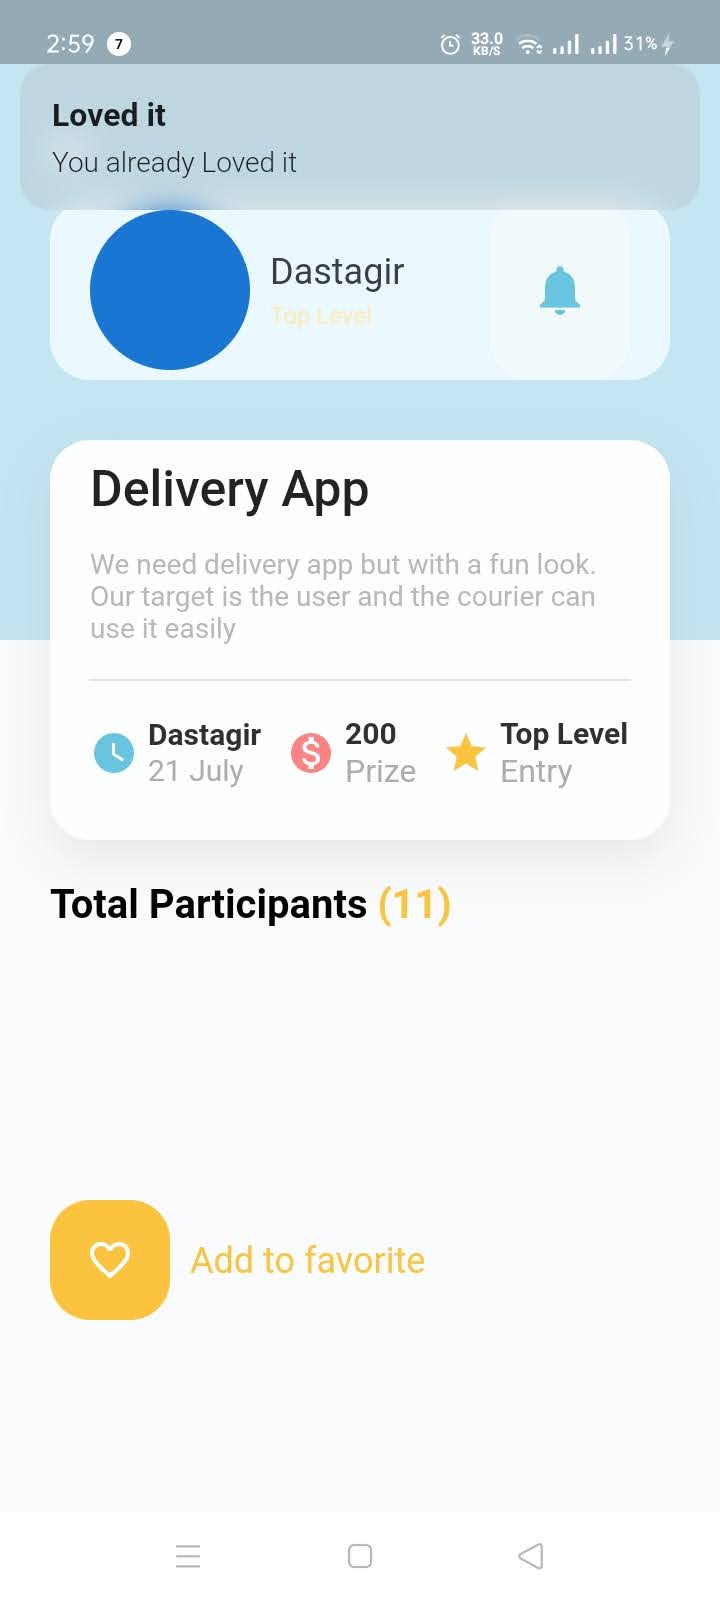 2:59 7 33.0 KB/S 31%
Loved it
You already Loved it
Dastagir
Top Level
Delivery App
We need delivery app but with a fun look.
Our target is the user and the courier can
use it easily
Dastagir 200 Top Level
21 July Prize Entry
Total Participants (11)
Add to favorite